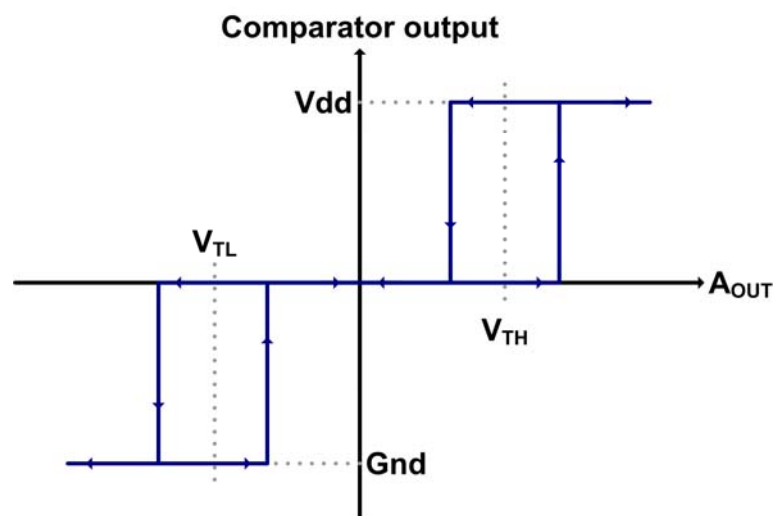 Comparator output
Vdd
V_TL
A_OUT
V_TH
Gnd